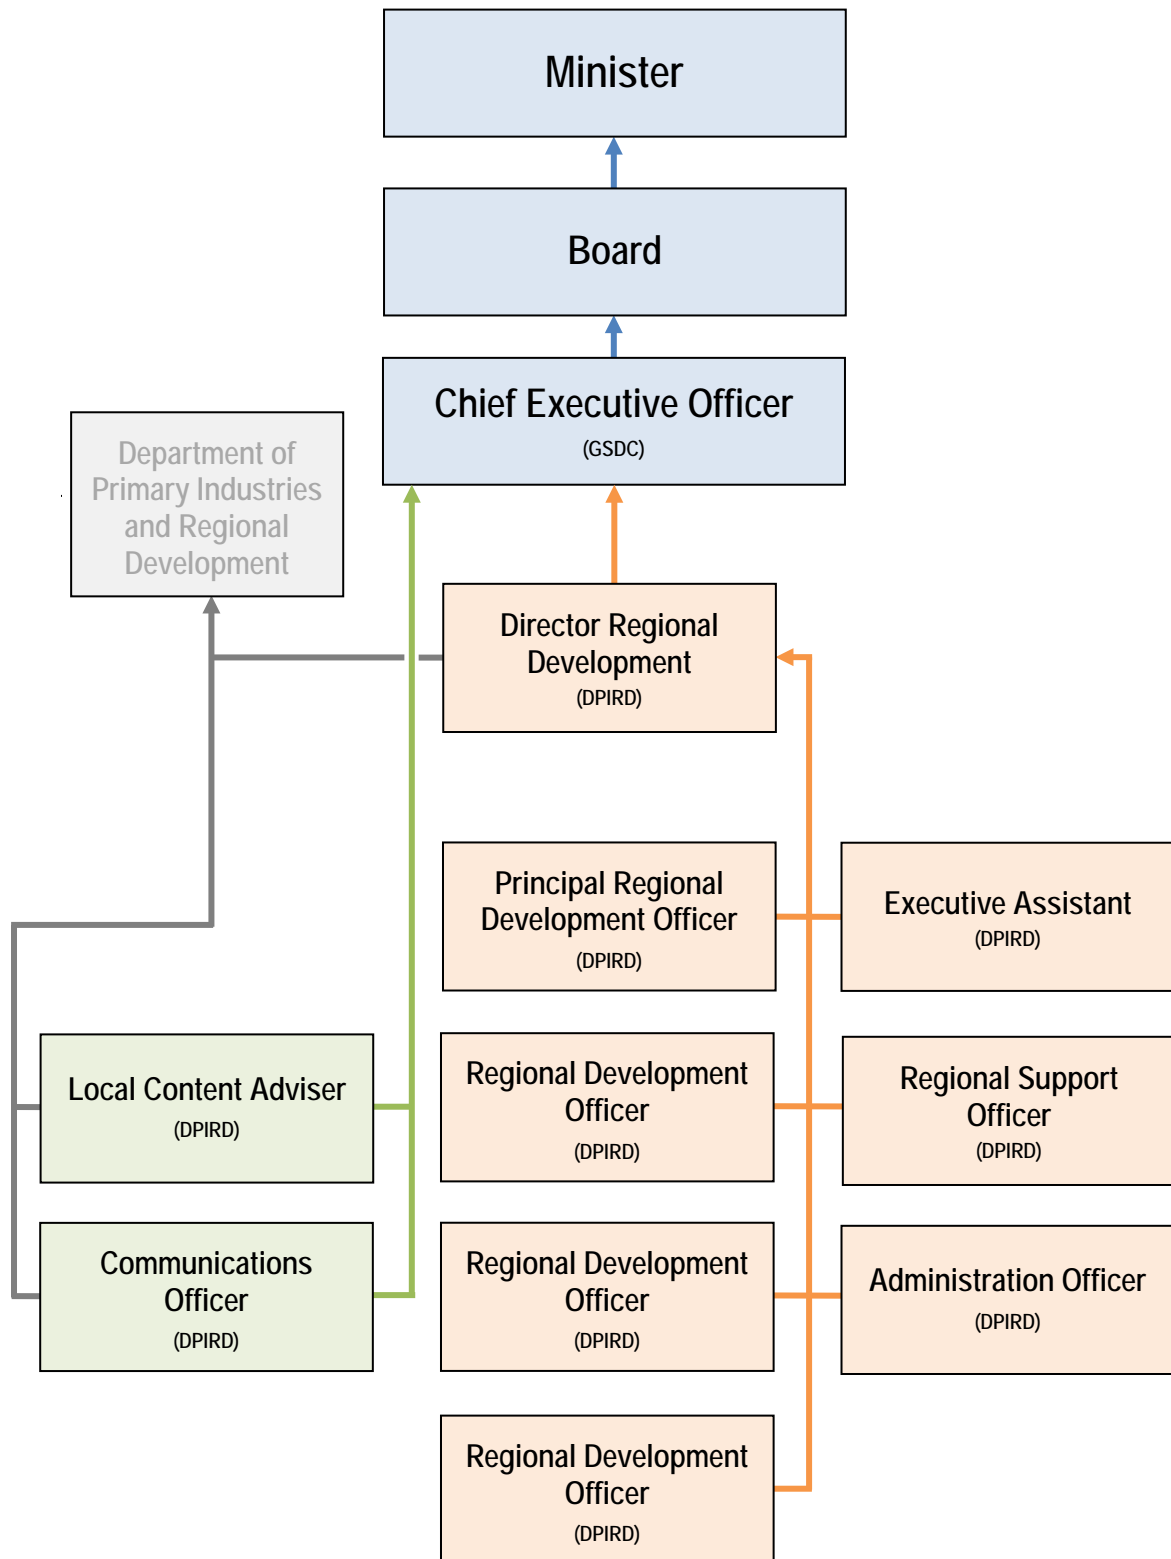 Minister
Board
Chief Executive Officer
(GSDC)
Department of
Primary Industries
and Regional
Development
Director Regional
Development
(DPIRD)
Principal Regional
Development Officer
(DPIRD)
Executive Assistant
(DPIRD)
Local Content Adviser
(DPIRD)
Regional Development
Officer
(DPIRD)
Regional Support
Officer
(DPIRD)
Communications
Officer
(DPIRD)
Regional Development
Officer
(DPIRD)
Administration Officer
(DPIRD)
Regional Development
Officer
(DPIRD)